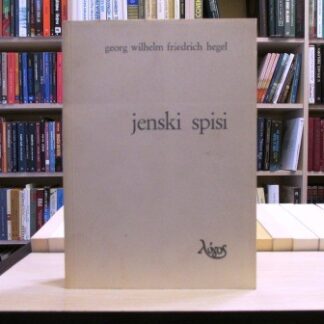 georg wilhelm friedrich hegel
jenski spisi
λόγος